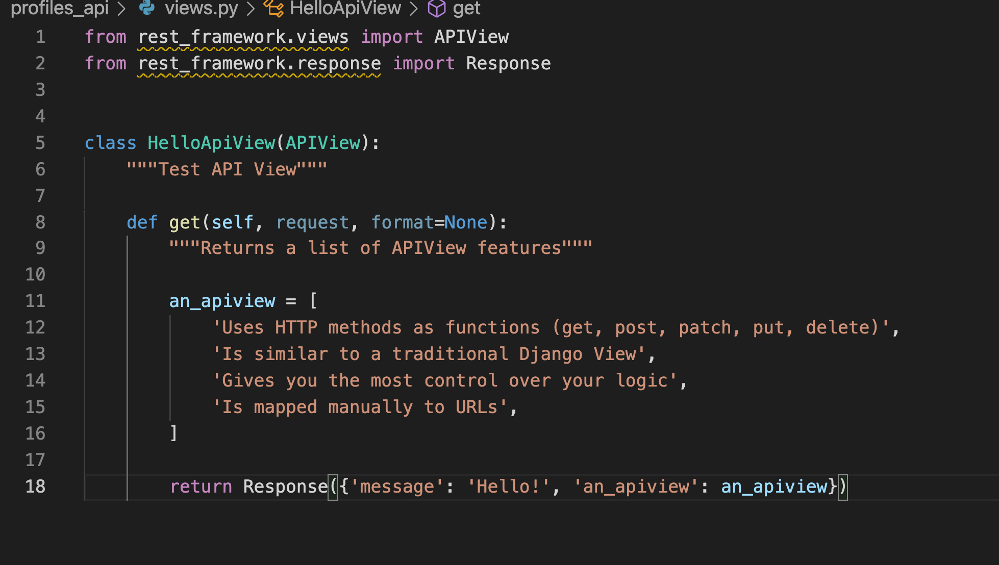 profiles_api > views.py > HelloApiView > get
1 from rest_framework.views import APIView
2 from rest_framework.response import Response
3
4
5 class HelloApiView(APIView):
6 """Test API View"""
7
8 def get(self, request, format=None):
9 """Returns a list of APIView features"""
10
11 an_apiview = [
12 'Uses HTTP methods as functions (get, post, patch, put, delete)',
13 'Is similar to a traditional Django View',
14 'Gives you the most control over your logic',
15 'Is mapped manually to URLs',
16 ]
17
18 return Response({'message': 'Hello!', 'an_apiview': an_apiview})